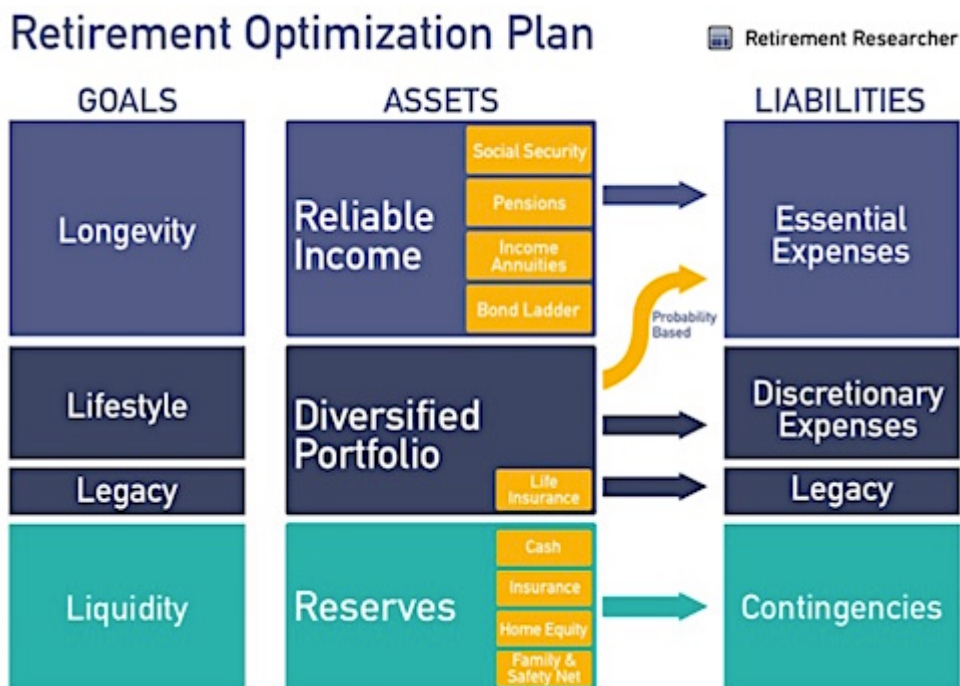 Retirement Optimization Plan
Retirement Researcher
GOALS
ASSETS
LIABILITIES
Longevity
Reliable
Income
Social Security
Pensions
Income
Annuities
Bond Ladder
Essential
Expenses
Probability
Based
Lifestyle
Diversified
Portfolio
Discretionary
Expenses
Legacy
Life
Insurance
Legacy
Liquidity
Reserves
Cash
Insurance
Home Equity
Family &
Safety Net
Contingencies